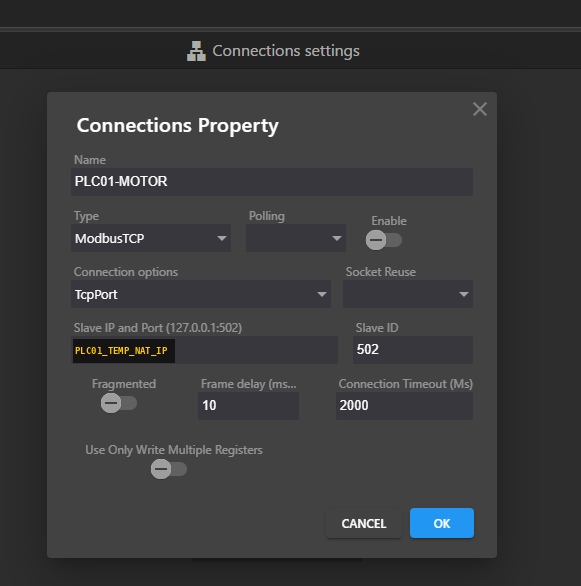 Connections settings
Connections Property
Name
PLC01-MOTOR
Type
Polling
Enable
ModbusTCP
Connection options
Socket Reuse
TcpPort
Slave IP and Port (127.0.0.1:502)
Slave ID
PLC01_TEMP_NAT_IP
502
Fragmented
Frame delay (ms...
Connection Timeout (Ms)
10
2000
Use Only Write Multiple Registers
CANCEL
OK